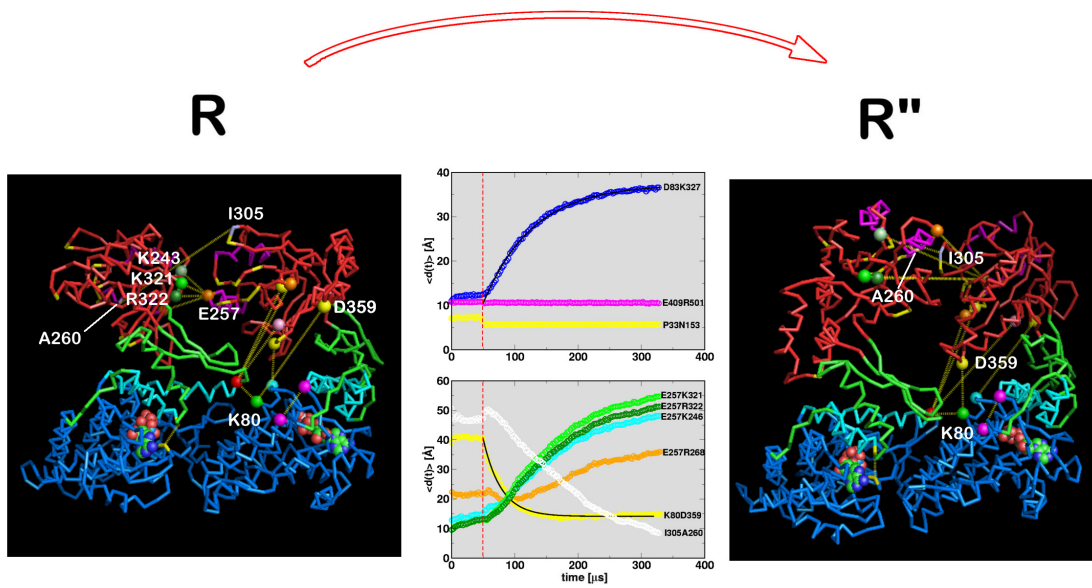 R
R"
I305
K243
K321
R322
A260
E257
D359
K80
<d(t)> [Å]
40
30
20
10
0
0
100
200
300
400
D83K327
E409R501
P33N153
<d(t)> [Å]
60
50
40
30
20
10
0
0
100
200
300
400
time [μs]
E257K321
E257R322
E257K246
E257R268
K80D359
I305A260
I305
A260
D359
K80